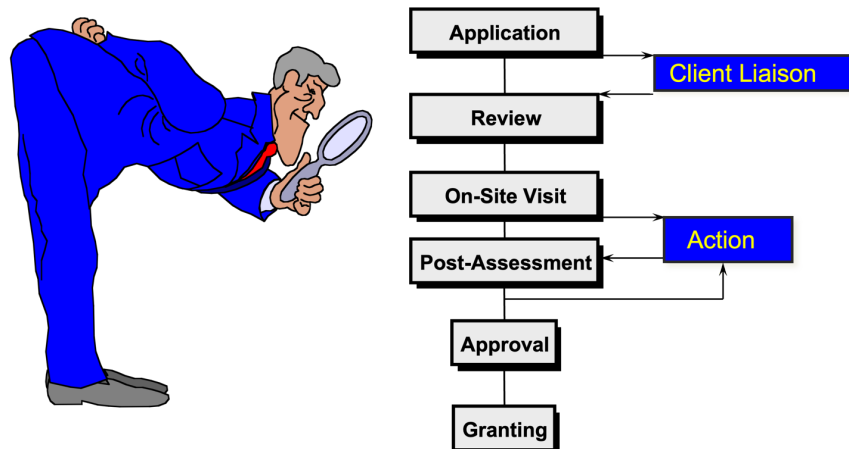 Application
Client Liaison
Review
On-Site Visit
Action
Post-Assessment
Approval
Granting